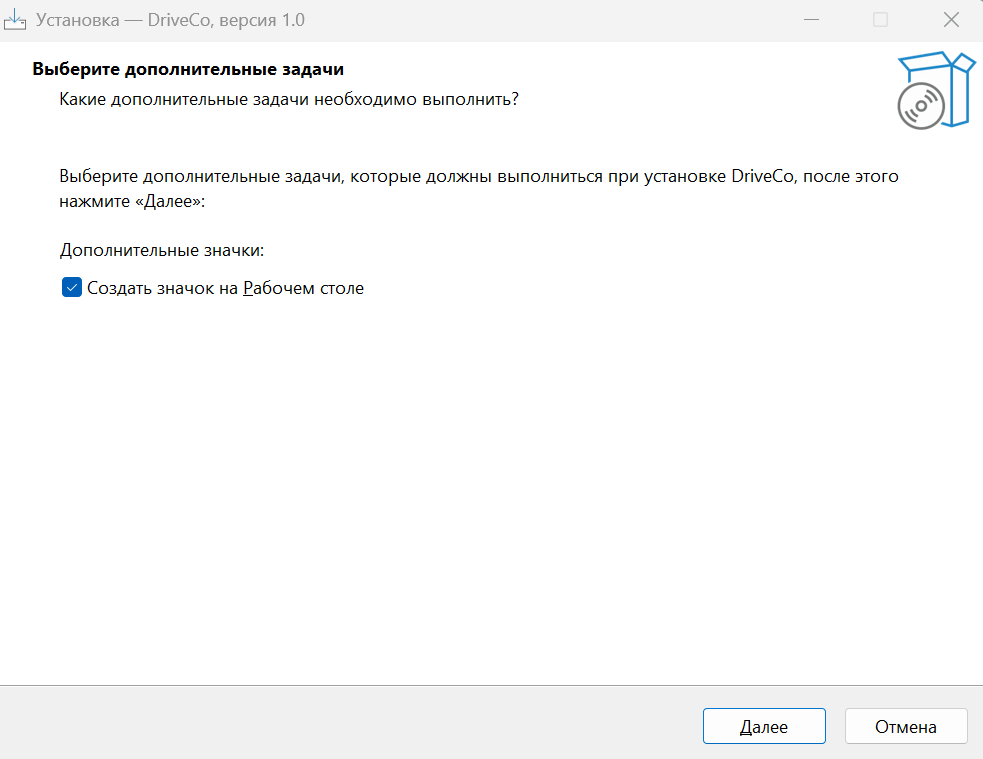 Установка — DriveCo, версия 1.0
Выберите дополнительные задачи
Какие дополнительные задачи необходимо выполнить?
Выберите дополнительные задачи, которые должны выполниться при установке DriveCo, после этого
нажмите «Далее»:
Дополнительные значки:
Создать значок на Рабочем столе
Далее
Отмена